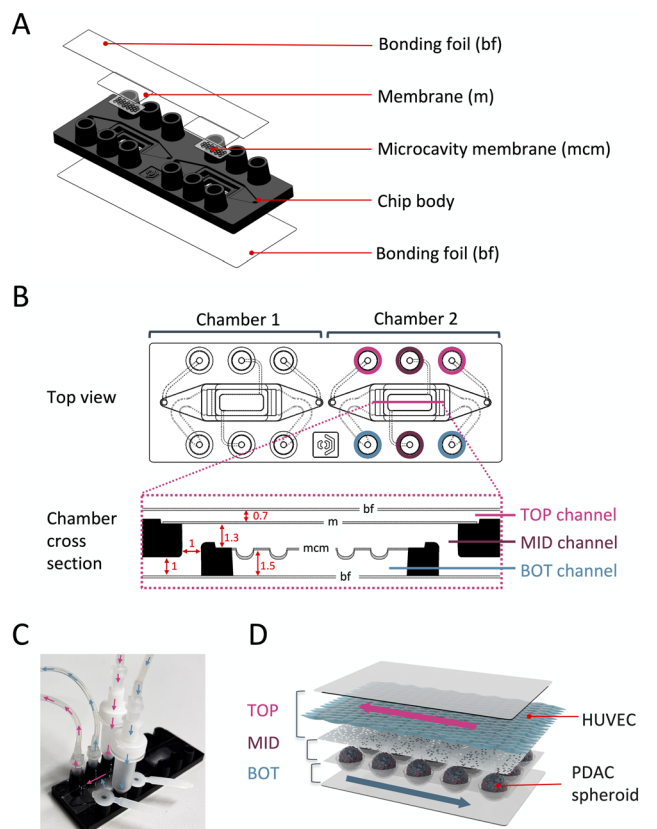 A
Bonding foil (bf)
Membrane (m)
Microcavity membrane (mcm)
Chip body
Bonding foil (bf)
B
Chamber 1
Chamber 2
Top view
Chamber
cross
section
bf
0.7
m
1.3
1
mcm
1
1.5
bf
TOP channel
MID channel
BOT channel
C
D
TOP
MID
BOT
HUVEC
PDAC
spheroid